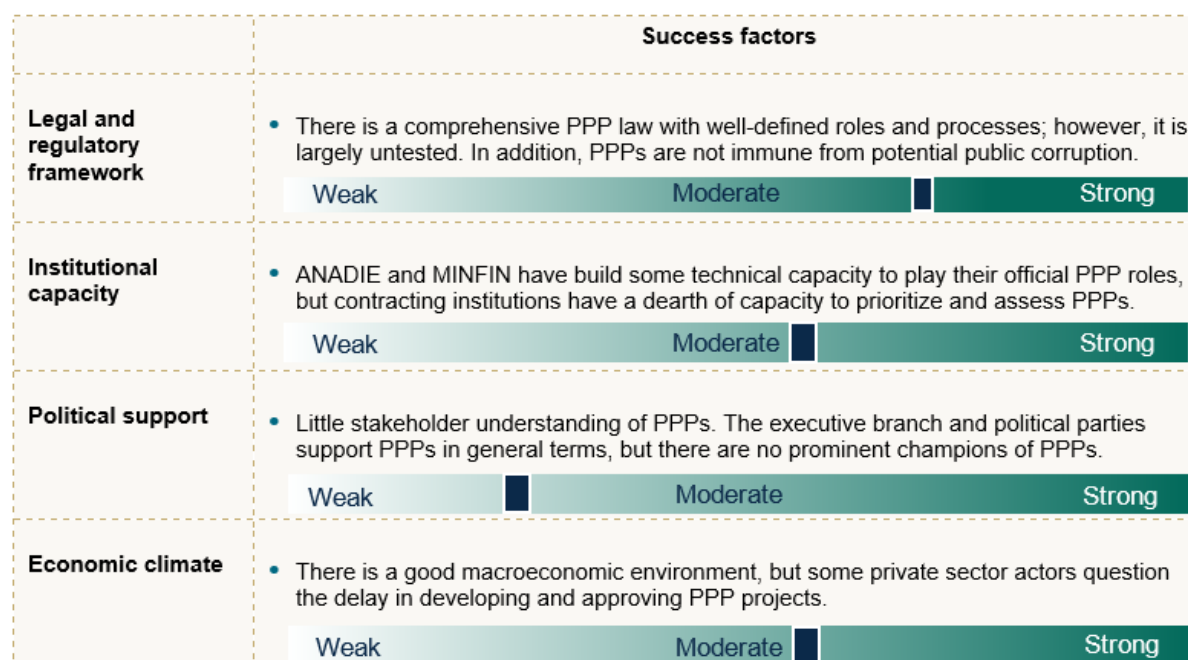 Success factors
Legal and
regulatory
framework
• There is a comprehensive PPP law with well-defined roles and processes; however, it is
largely untested. In addition, PPPs are not immune from potential public corruption.
Weak Moderate Strong
Institutional
capacity
• ANADIE and MINFIN have build some technical capacity to play their official PPP roles,
but contracting institutions have a dearth of capacity to prioritize and assess PPPs.
Weak Moderate Strong
Political support
• Little stakeholder understanding of PPPs. The executive branch and political parties
support PPPs in general terms, but there are no prominent champions of PPPs.
Weak Moderate Strong
Economic climate
• There is a good macroeconomic environment, but some private sector actors question
the delay in developing and approving PPP projects.
Weak Moderate Strong